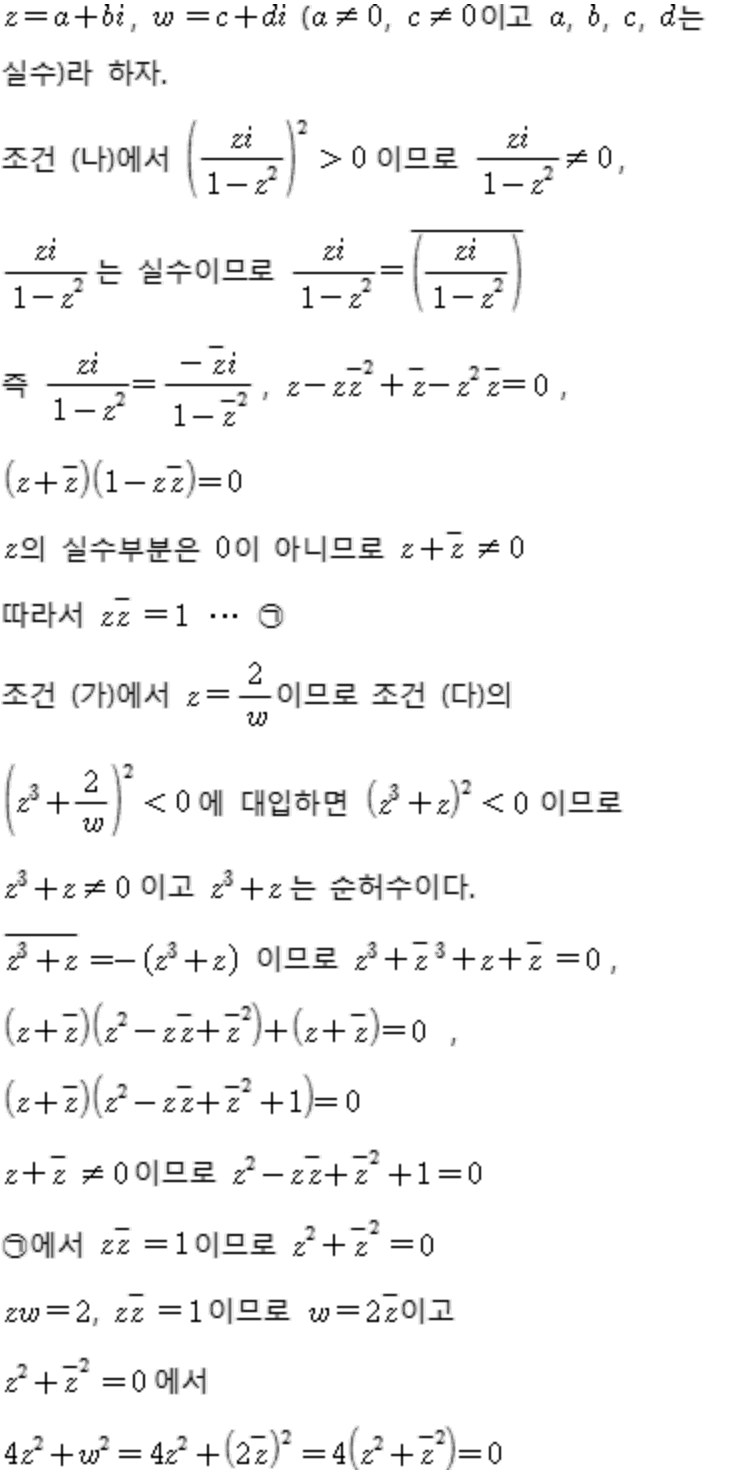 z=a+bi, w=c+di (a≠0, c≠0이고 a, b, c, d는
실수)라 하자.
조건 (나)에서 (zi/(1-z²))² > 0 이므로 zi/(1-z²) ≠ 0,
zi/(1-z²) 는 실수이므로 zi/(1-z²) = \overline{(zi/(1-z²))}
즉 zi/(1-z²) = -z̄i/(1-z̄²), z-zz̄²+z̄-z²z̄=0,
(z+z̄)(1-zz̄)=0
z의 실수부분은 0이 아니므로 z+z̄ ≠0
따라서 zz̄ =1 ⋯ ㉠
조건 (가)에서 z=2/w이므로 조건 (다)의
(z³+2/w)² <0에 대입하면 (z³+z)² <0 이므로
z³+z≠0 이고 z³+z는 순허수이다.
\overline{z³+z} =-(z³+z) 이므로 z³+z̄³+z+z̄ =0,
(z+z̄)(z²-zz̄+z̄²)+(z+z̄)=0 ,
(z+z̄)(z²-zz̄+z̄²+1)=0
z+z̄ ≠0이므로 z²-zz̄+z̄²+1=0
㉠에서 zz̄ =1이므로 z²+z̄²=0
zw=2, zz̄ =1이므로 w=2z̄이고
z²+z̄²=0에서
4z²+w²=4z²+(2z̄)²=4(z²+z̄²)=0